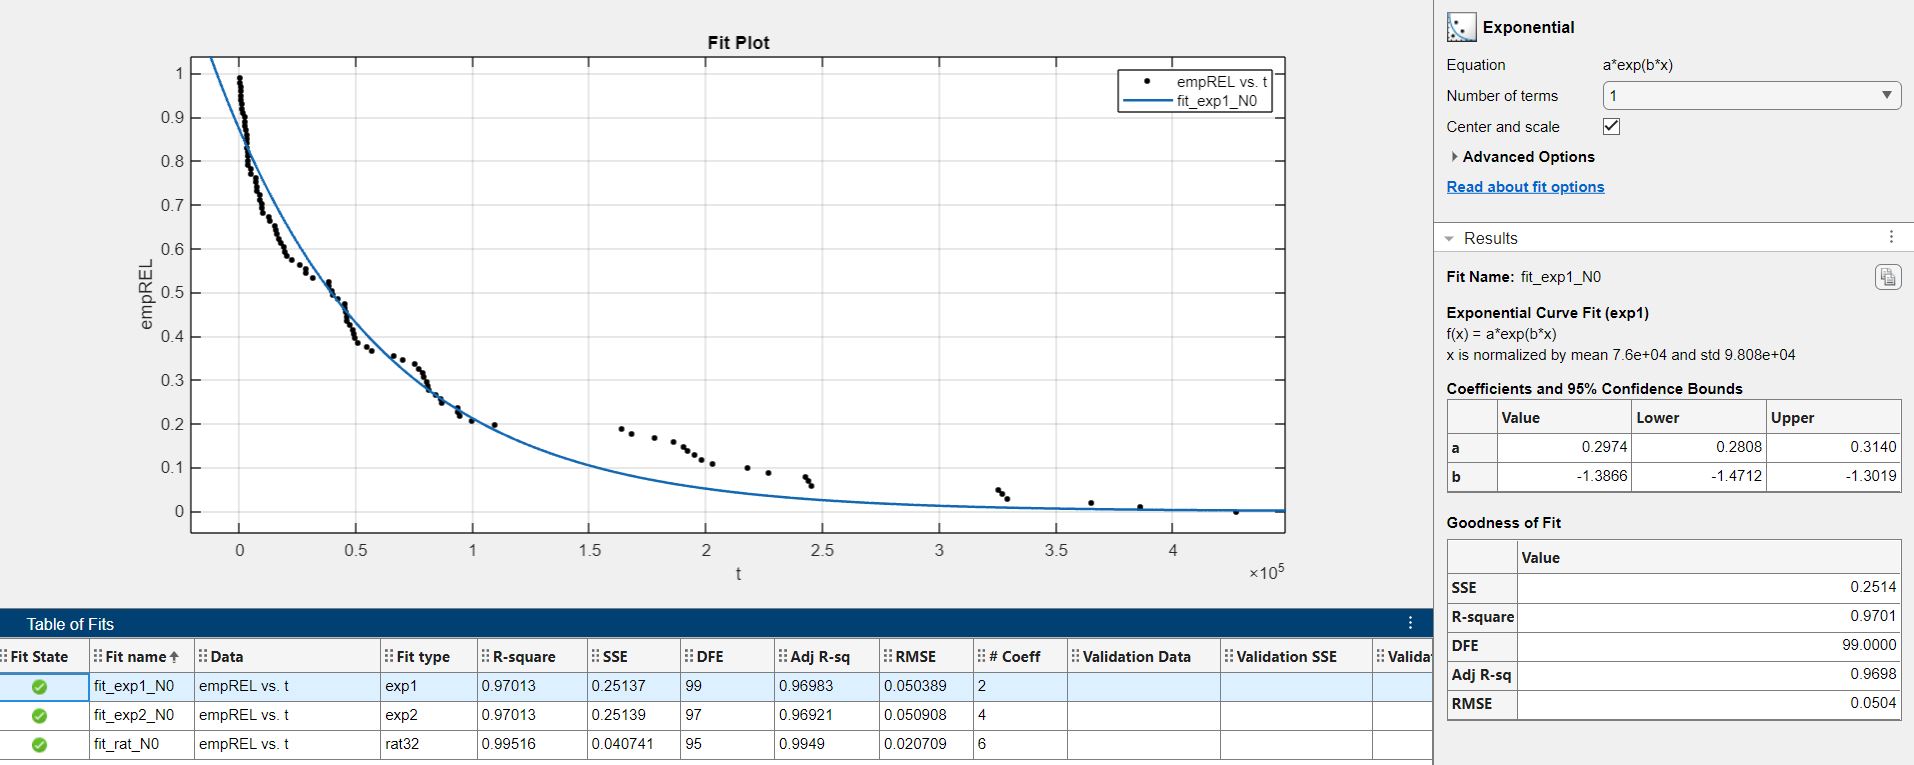 Fit Plot
empREL vs. t
fit_exp1_N0
1
0.9
0.8
0.7
0.6
0.5
0.4
0.3
0.2
0.1
0
empREL
0 0.5 1 1.5 2 2.5 3 3.5 4
t
×10⁵
Table of Fits
Fit State Fit name Data Fit type R-square SSE DFE Adj R-sq RMSE # Coeff Validation Data Validation SSE Valida
fit_exp1_N0 empREL vs. t exp1 0.97013 0.25137 99 0.96983 0.050389 2
fit_exp2_N0 empREL vs. t exp2 0.97013 0.25139 97 0.96921 0.050908 4
fit_rat_N0 empREL vs. t rat32 0.99516 0.040741 95 0.9949 0.020709 6
Exponential
Equation a*exp(b*x)
Number of terms 1
Center and scale
Advanced Options
Read about fit options
Results
Fit Name: fit_exp1_N0
Exponential Curve Fit (exp1)
f(x) = a*exp(b*x)
x is normalized by mean 7.6e+04 and std 9.808e+04
Coefficients and 95% Confidence Bounds
Value Lower Upper
a 0.2974 0.2808 0.3140
b -1.3866 -1.4712 -1.3019
Goodness of Fit
Value
SSE 0.2514
R-square 0.9701
DFE 99.0000
Adj R-sq 0.9698
RMSE 0.0504